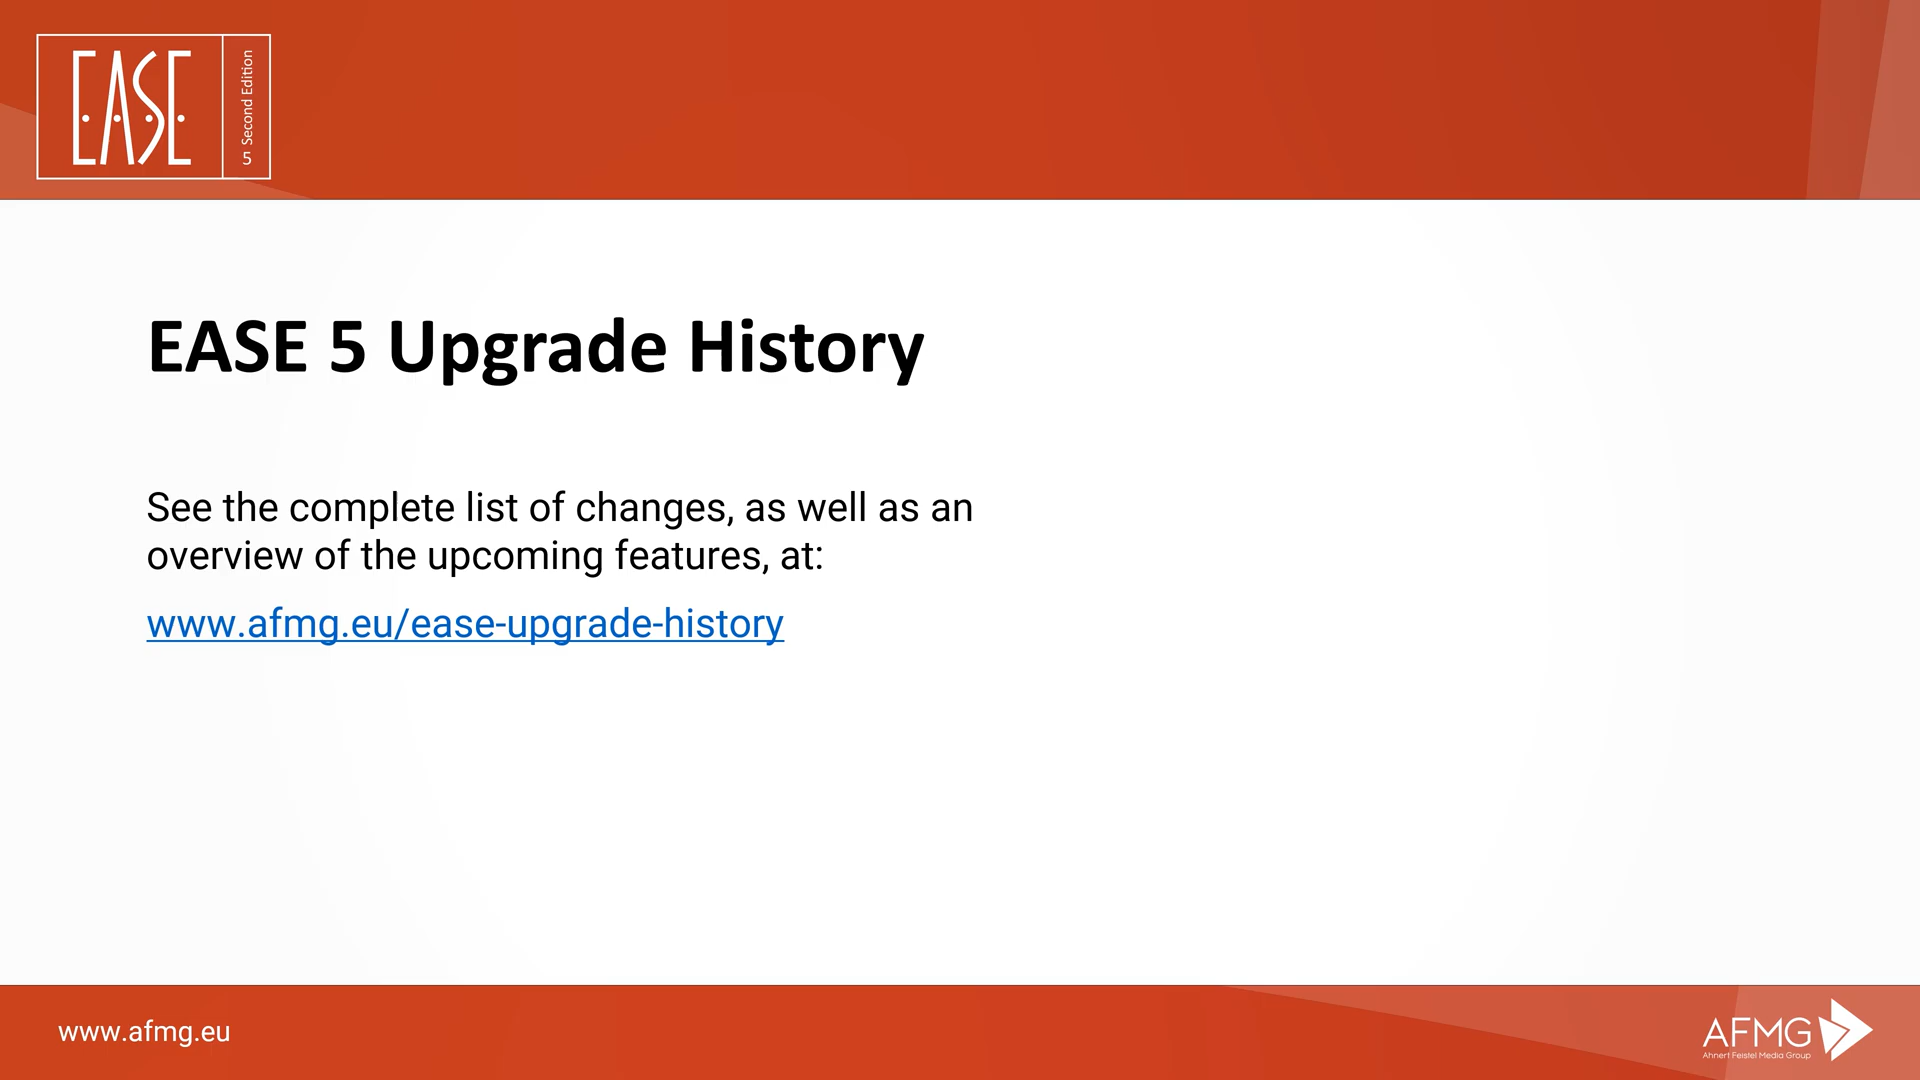 EASE
5 Second Edition
EASE 5 Upgrade History
See the complete list of changes, as well as an
overview of the upcoming features, at:
www.afmg.eu/ease-upgrade-history
www.afmg.eu
AFMG
Ahnert Feistel Media Group